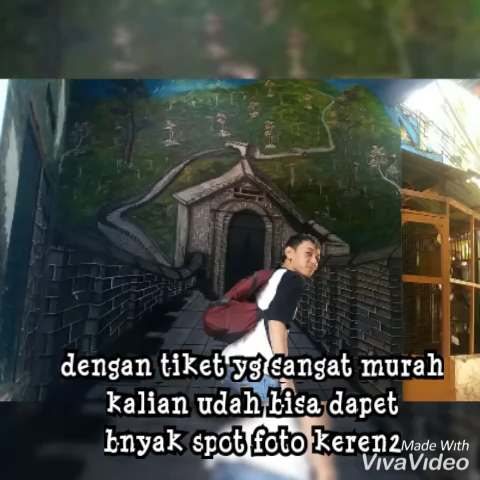 dengan tiket yg sangat murah
kalian udah bisa dapet
bnyak spot foto keren2
Made With
VivaVideo